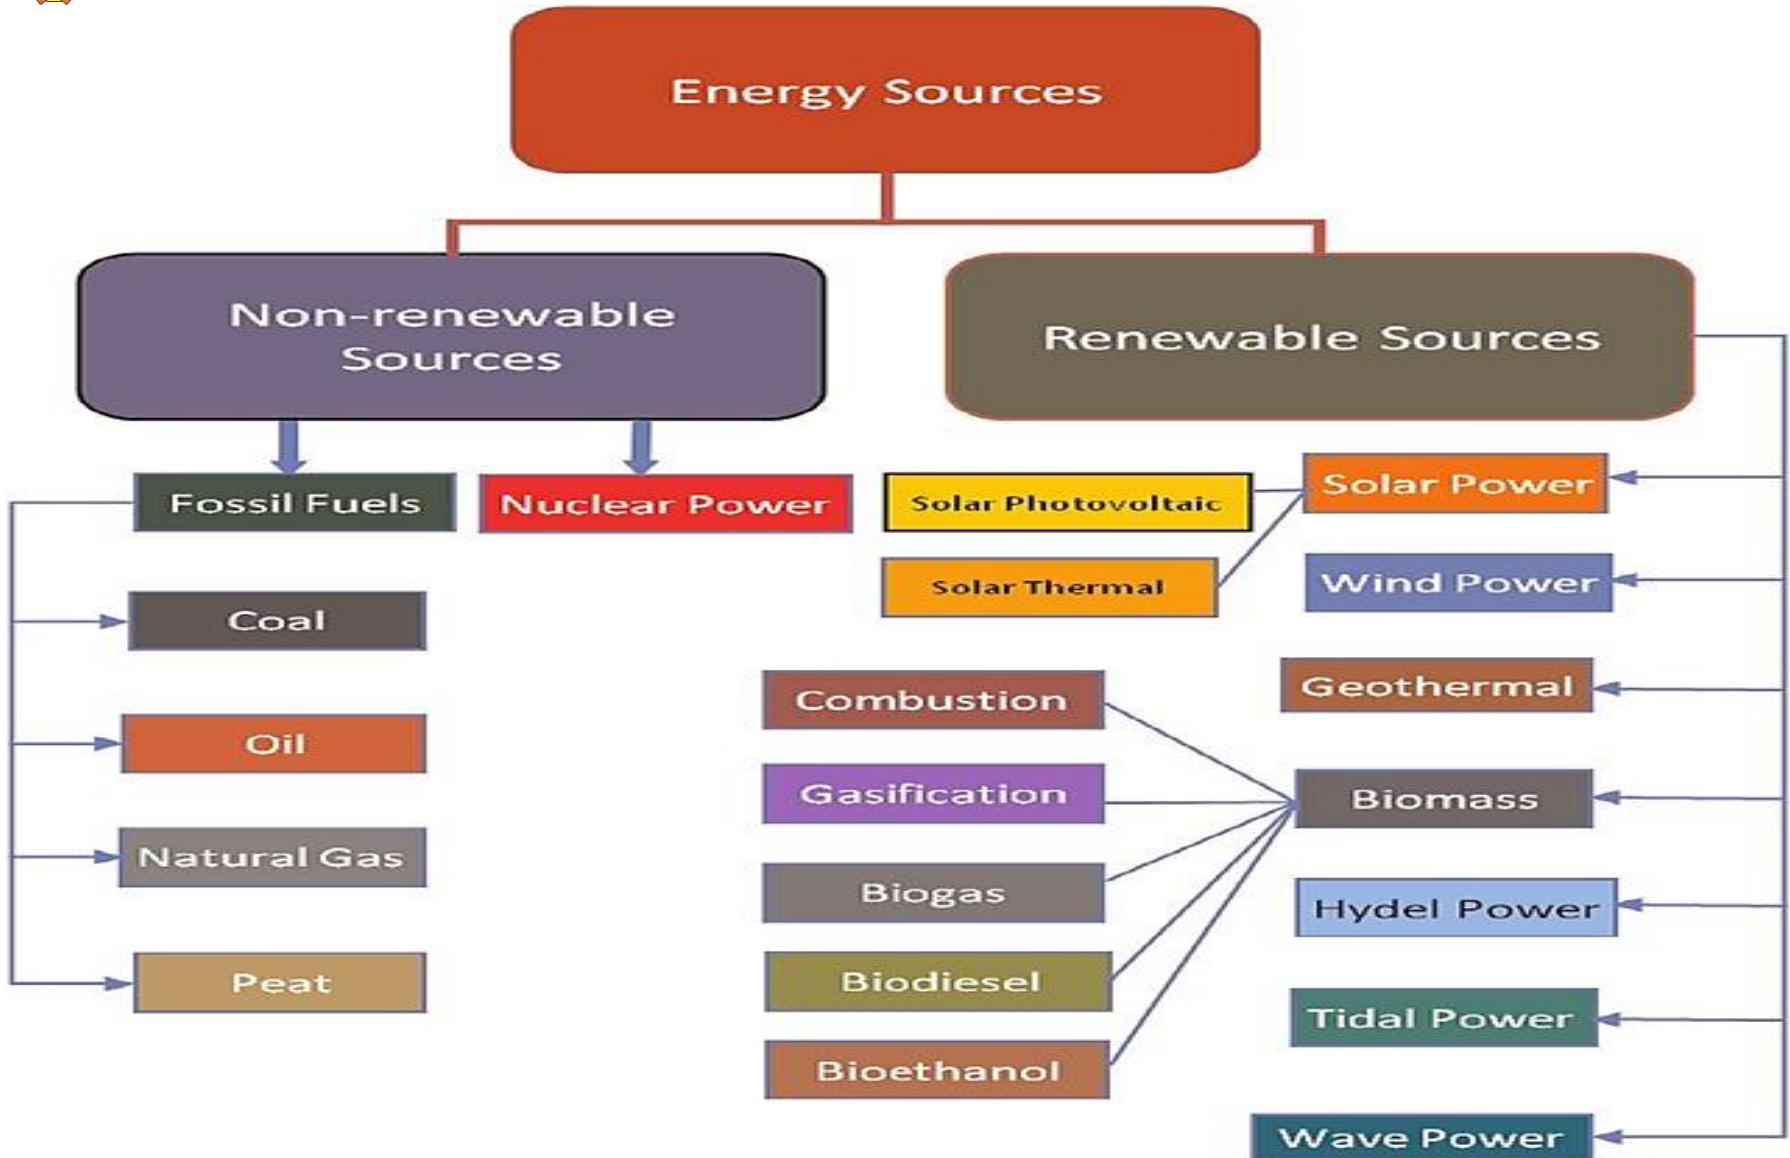 Energy Sources
Non-renewable
Sources
Renewable Sources
Fossil Fuels
Nuclear Power
Solar Photovoltaic
Solar Power
Solar Thermal
Wind Power
Coal
Combustion
Geothermal
Oil
Gasification
Biomass
Natural Gas
Biogas
Hydel Power
Peat
Biodiesel
Tidal Power
Bioethanol
Wave Power